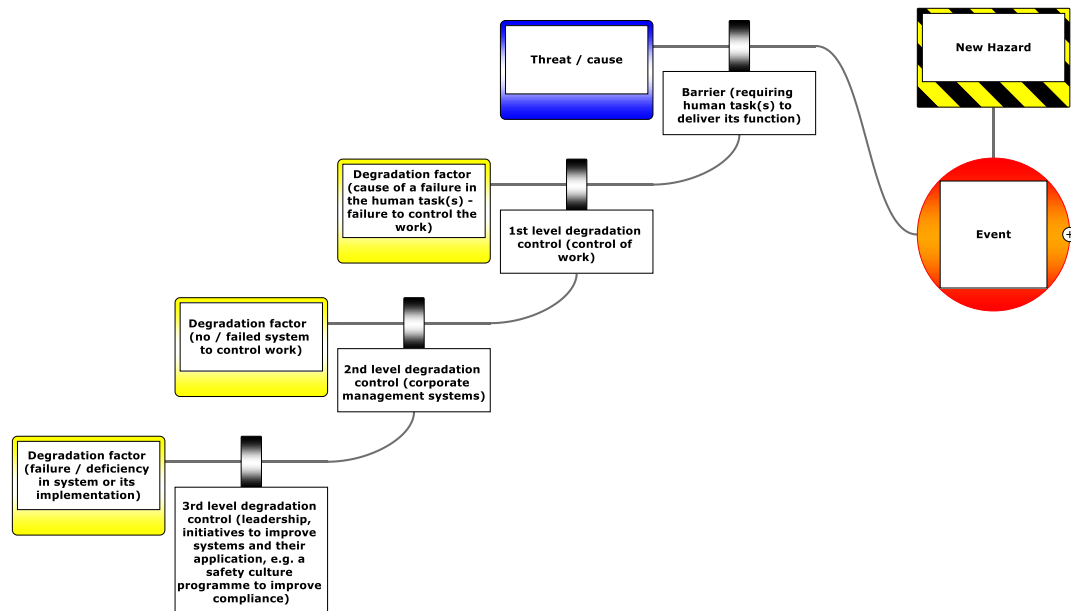 New Hazard
Threat / cause
Barrier (requiring
human task(s) to
deliver its function)
Degradation factor
(cause of a failure in
the human task(s) -
failure to control the
work)
1st level degradation
control (control of
work)
Event
Degradation factor
(no / failed system
to control work)
2nd level degradation
control (corporate
management systems)
Degradation factor
(failure / deficiency
in system or its
implementation)
3rd level degradation
control (leadership,
initiatives to improve
systems and their
application, e.g. a
safety culture
programme to improve
compliance)